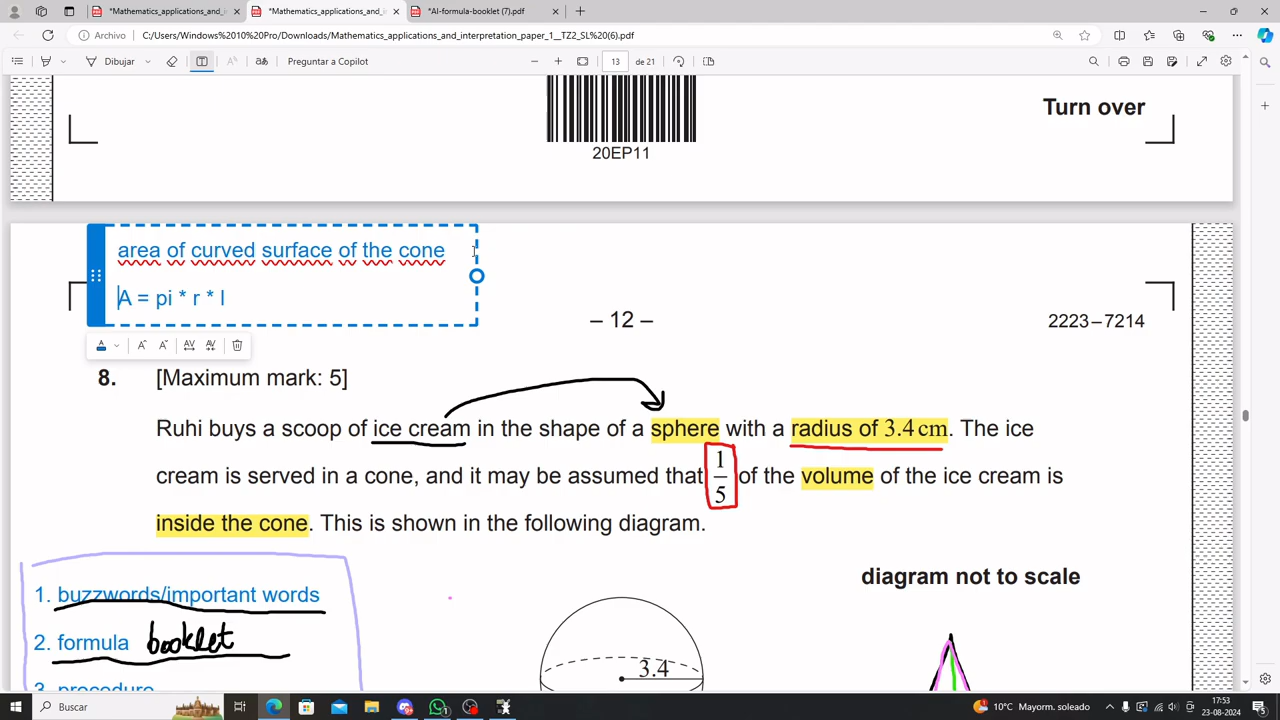 *Mathematics_applications_and_in
*Mathematics_applications_and_in
*AI-formula-booklet (7).pdf
Archivo C:/Users/Windows%2010%20Pro/Downloads/Mathematics_applications_and_interpretation_paper_1__TZ2_SL%20(6).pdf
Dibujar
Preguntar a Copilot
13 de 21
Turn over
20EP11
area of curved surface of the cone
A = pi * r * l
– 12 –
2223 – 7214
8. [Maximum mark: 5]
Ruhi buys a scoop of ice cream in the shape of a sphere with a radius of 3.4 cm. The ice
cream is served in a cone, and it may be assumed that 1/5 of the volume of the ice cream is
inside the cone. This is shown in the following diagram.
diagram not to scale
1. buzzwords/important words
2. formula booklet
3. procedure
3.4
Buscar
10°C Mayorm. soleado
17:53
23-08-2024